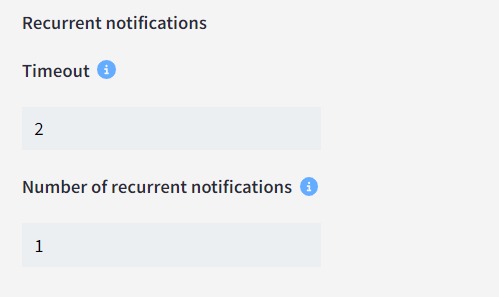 Recurrent notifications
Timeout
2
Number of recurrent notifications
1